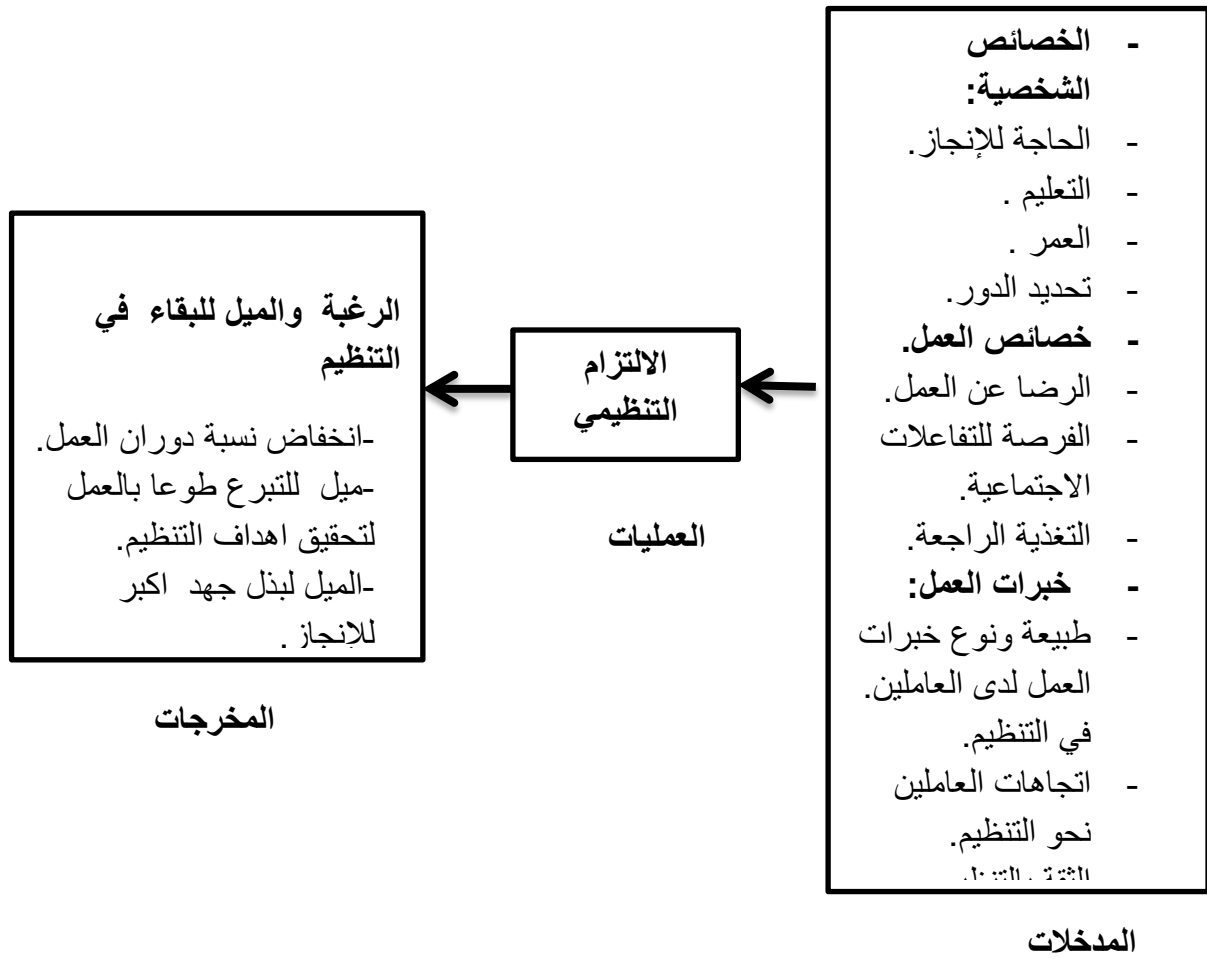 - الخصائص
الشخصية:
- الحاجة للإنجاز.
- التعليم .
- العمر .
- تحديد الدور.
- خصائص العمل.
- الرضا عن العمل.
- الفرصة للتفاعلات
الاجتماعية.
- التغذية الراجعة.
- خبرات العمل:
- طبيعة ونوع خبرات
العمل لدى العاملين.
في التنظيم.
- اتجاهات العاملين
نحو التنظيم.
المدخلات
الالتزام
التنظيمي
العمليات
الرغبة والميل للبقاء في
التنظيم
-انخفاض نسبة دوران العمل.
-ميل للتبرع طوعا بالعمل
لتحقيق اهداف التنظيم.
-الميل لبذل جهد اكبر
للإنجاز.
المخرجات